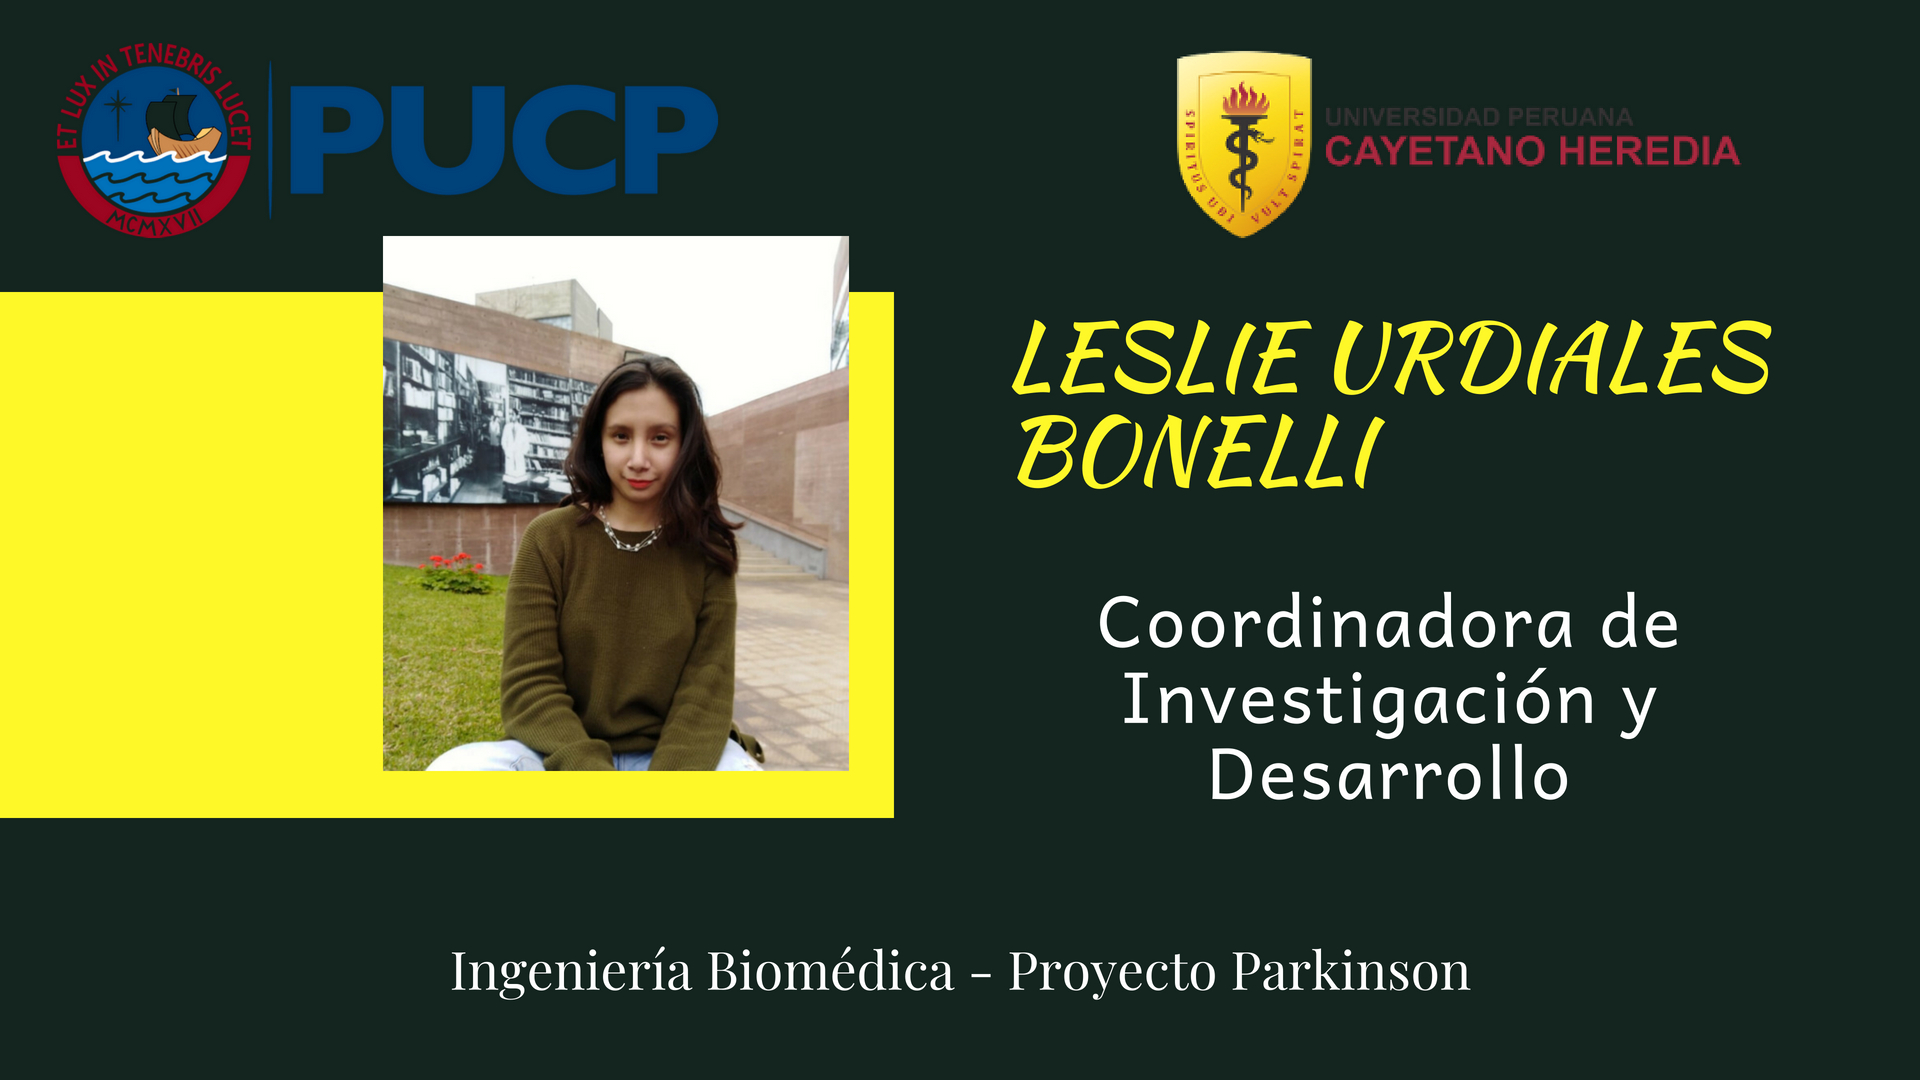 ET LUX IN TENEBRIS LUCET
MCMXVII
PUCP
SPIRITUS UBI VULT SPIRAT
UNIVERSIDAD PERUANA
CAYETANO HEREDIA
LESLIE URDIALES
BONELLI
Coordinadora de
Investigación y
Desarrollo
Ingeniería Biomédica - Proyecto Parkinson